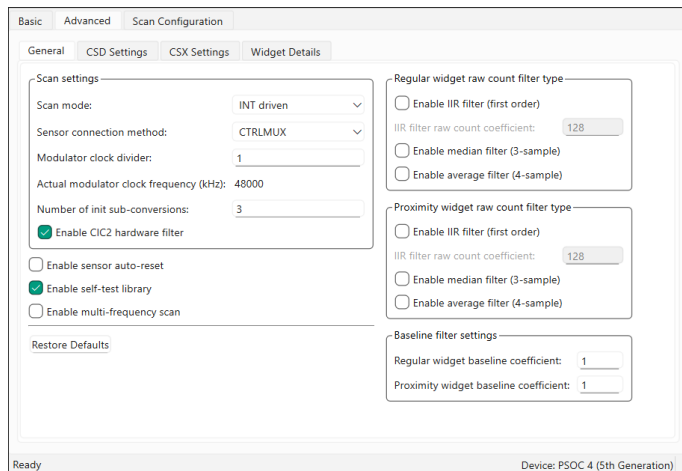 Basic Advanced Scan Configuration
General CSD Settings CSX Settings Widget Details
Scan settings
Scan mode: INT driven
Sensor connection method: CTRLMUX
Modulator clock divider: 1
Actual modulator clock frequency (kHz): 48000
Number of init sub-conversions: 3
Enable CIC2 hardware filter
Enable sensor auto-reset
Enable self-test library
Enable multi-frequency scan
Restore Defaults
Regular widget raw count filter type
Enable IIR filter (first order)
IIR filter raw count coefficient: 128
Enable median filter (3-sample)
Enable average filter (4-sample)
Proximity widget raw count filter type
Enable IIR filter (first order)
IIR filter raw count coefficient: 128
Enable median filter (3-sample)
Enable average filter (4-sample)
Baseline filter settings
Regular widget baseline coefficient: 1
Proximity widget baseline coefficient: 1
Ready Device: PSOC 4 (5th Generation)